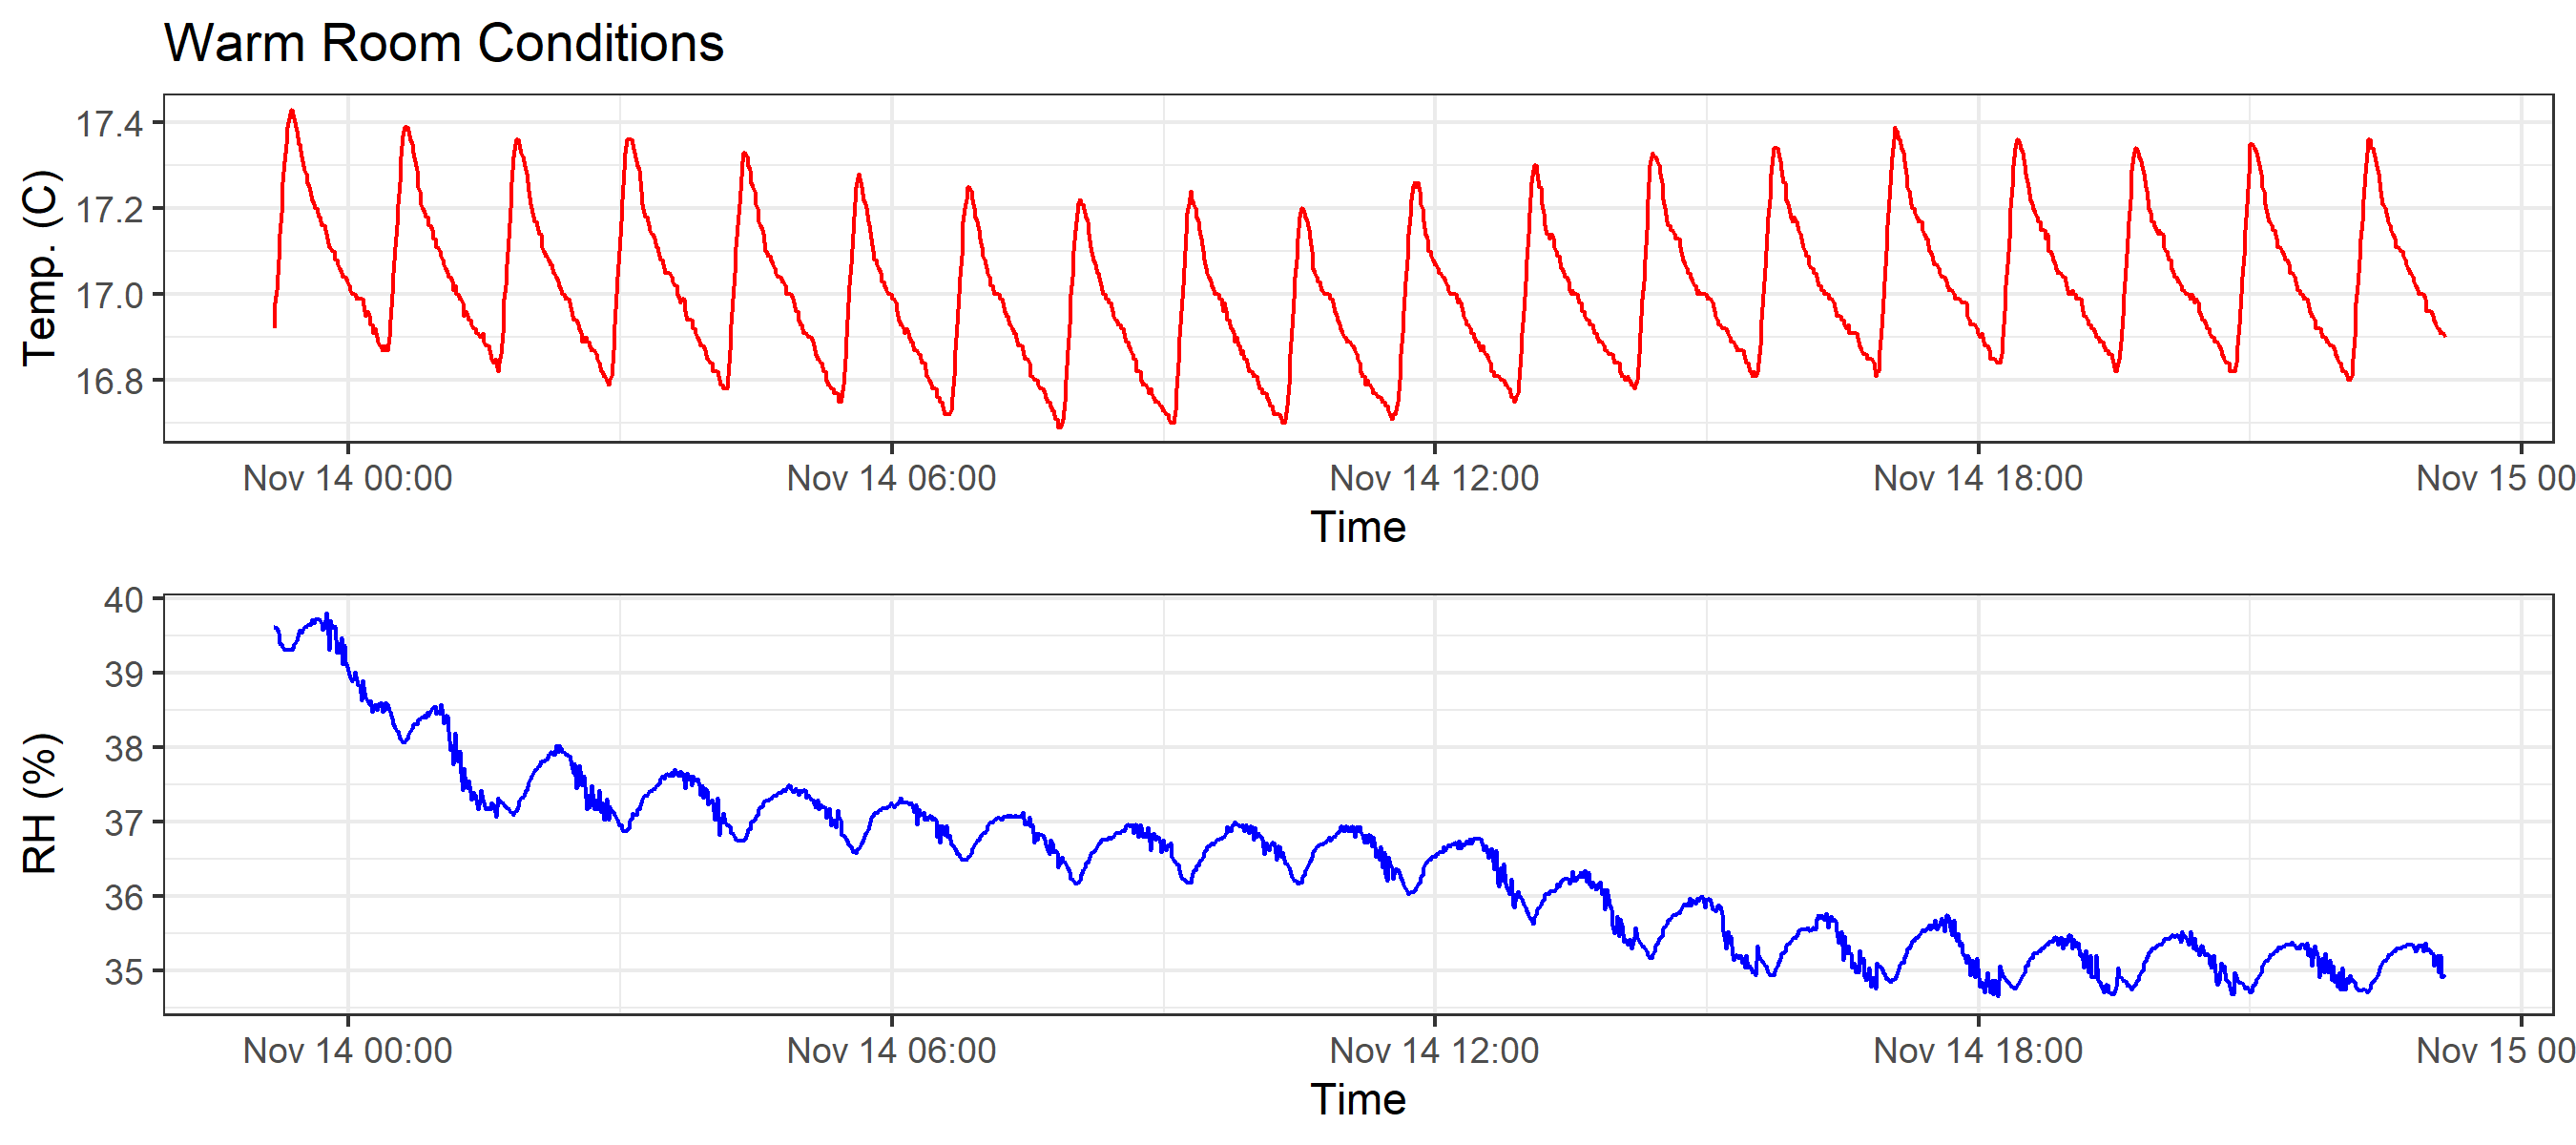 Warm Room Conditions
Temp. (C)
17.4
17.2
17.0
16.8
Nov 14 00:00
Nov 14 06:00
Nov 14 12:00
Nov 14 18:00
Nov 15 00
Time
RH (%)
40
39
38
37
36
35
Nov 14 00:00
Nov 14 06:00
Nov 14 12:00
Nov 14 18:00
Nov 15 00
Time